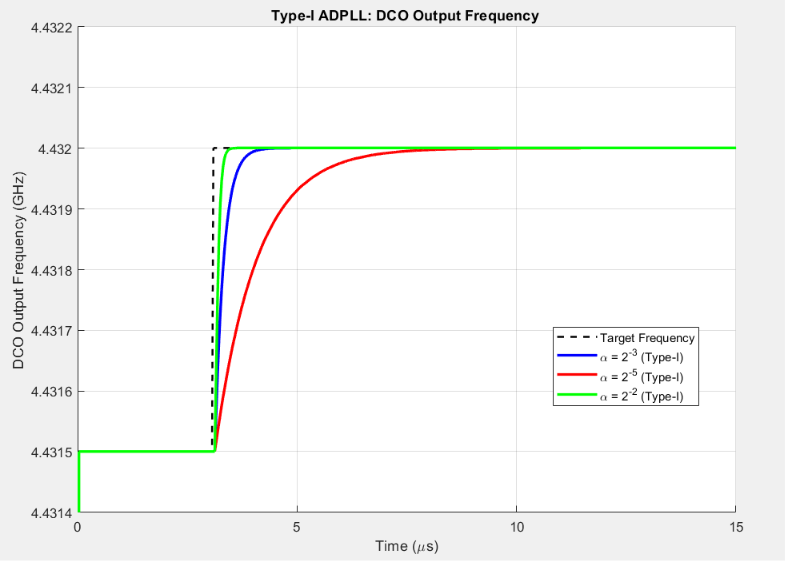 Type-I ADPLL: DCO Output Frequency
DCO Output Frequency (GHz)
4.4322
4.4321
4.432
4.4319
4.4318
4.4317
4.4316
4.4315
4.4314
Target Frequency
α = 2⁻³ (Type-I)
α = 2⁻⁵ (Type-I)
α = 2⁻² (Type-I)
0 5 10 15
Time (μs)